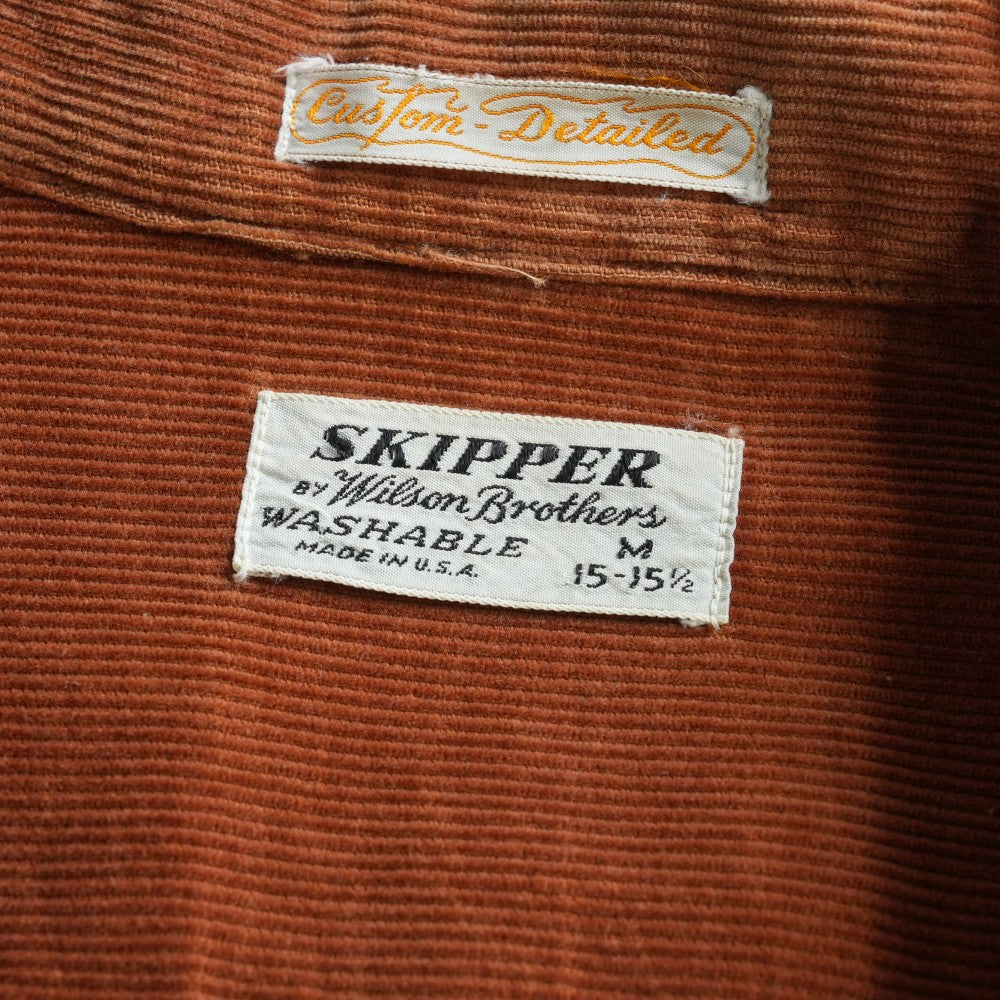 Custom-Detailed
SKIPPER
BY Wilson Brothers
WASHABLE M
MADE IN U.S.A. 15-15½